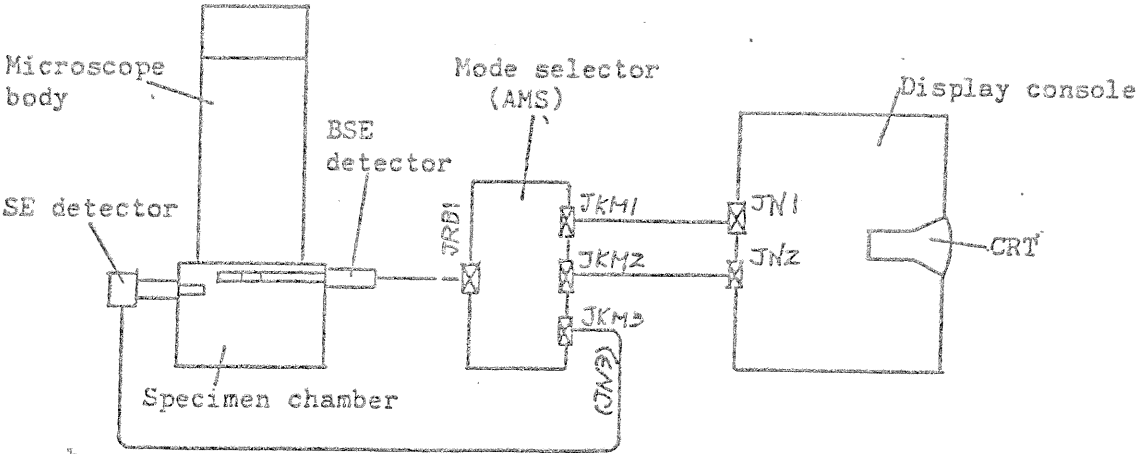 Microscope
body
Mode selector
(AMS)
Display console
BSE
detector
SE detector
JRB1
JKM1
JN1
JKM2
JN2
CRT
JKM3
(JN3)
Specimen chamber